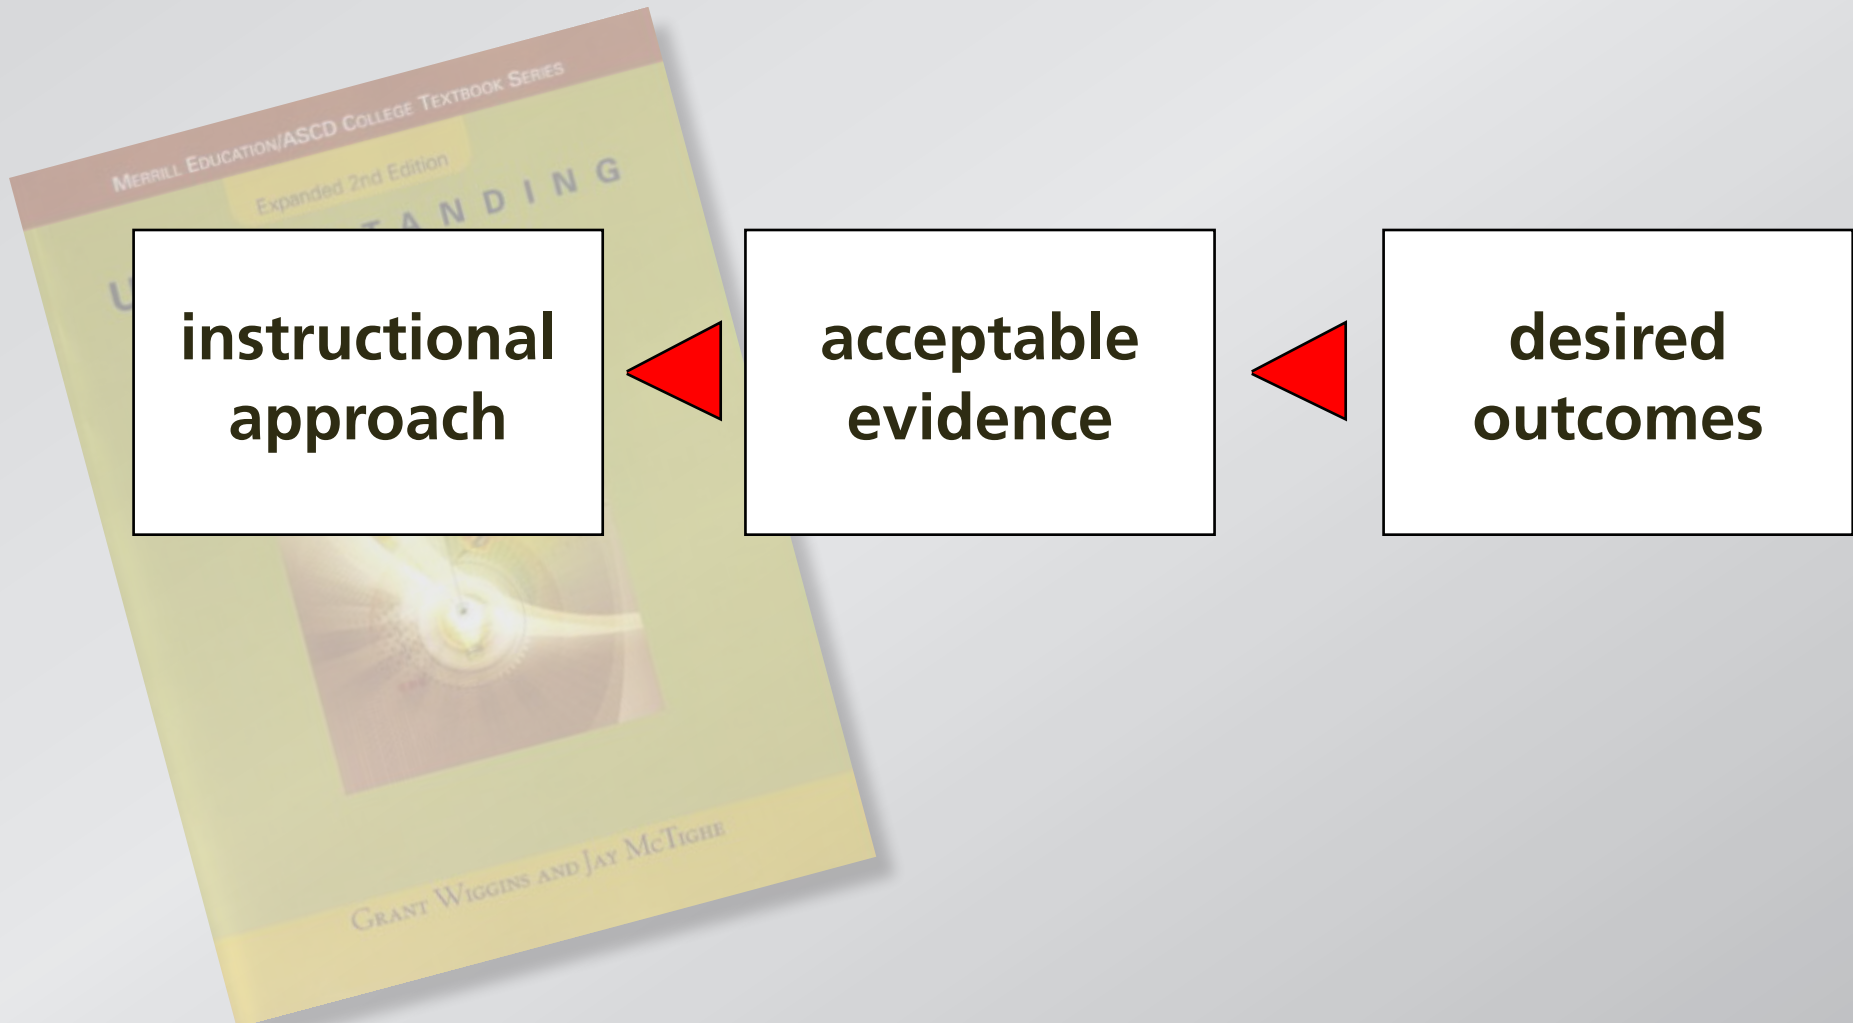 MERRILL EDUCATION/ASCD COLLEGE TEXTBOOK SERIES
Expanded 2nd Edition
instructional
approach
acceptable
evidence
desired
outcomes
GRANT WIGGINS AND JAY MCTIGHE